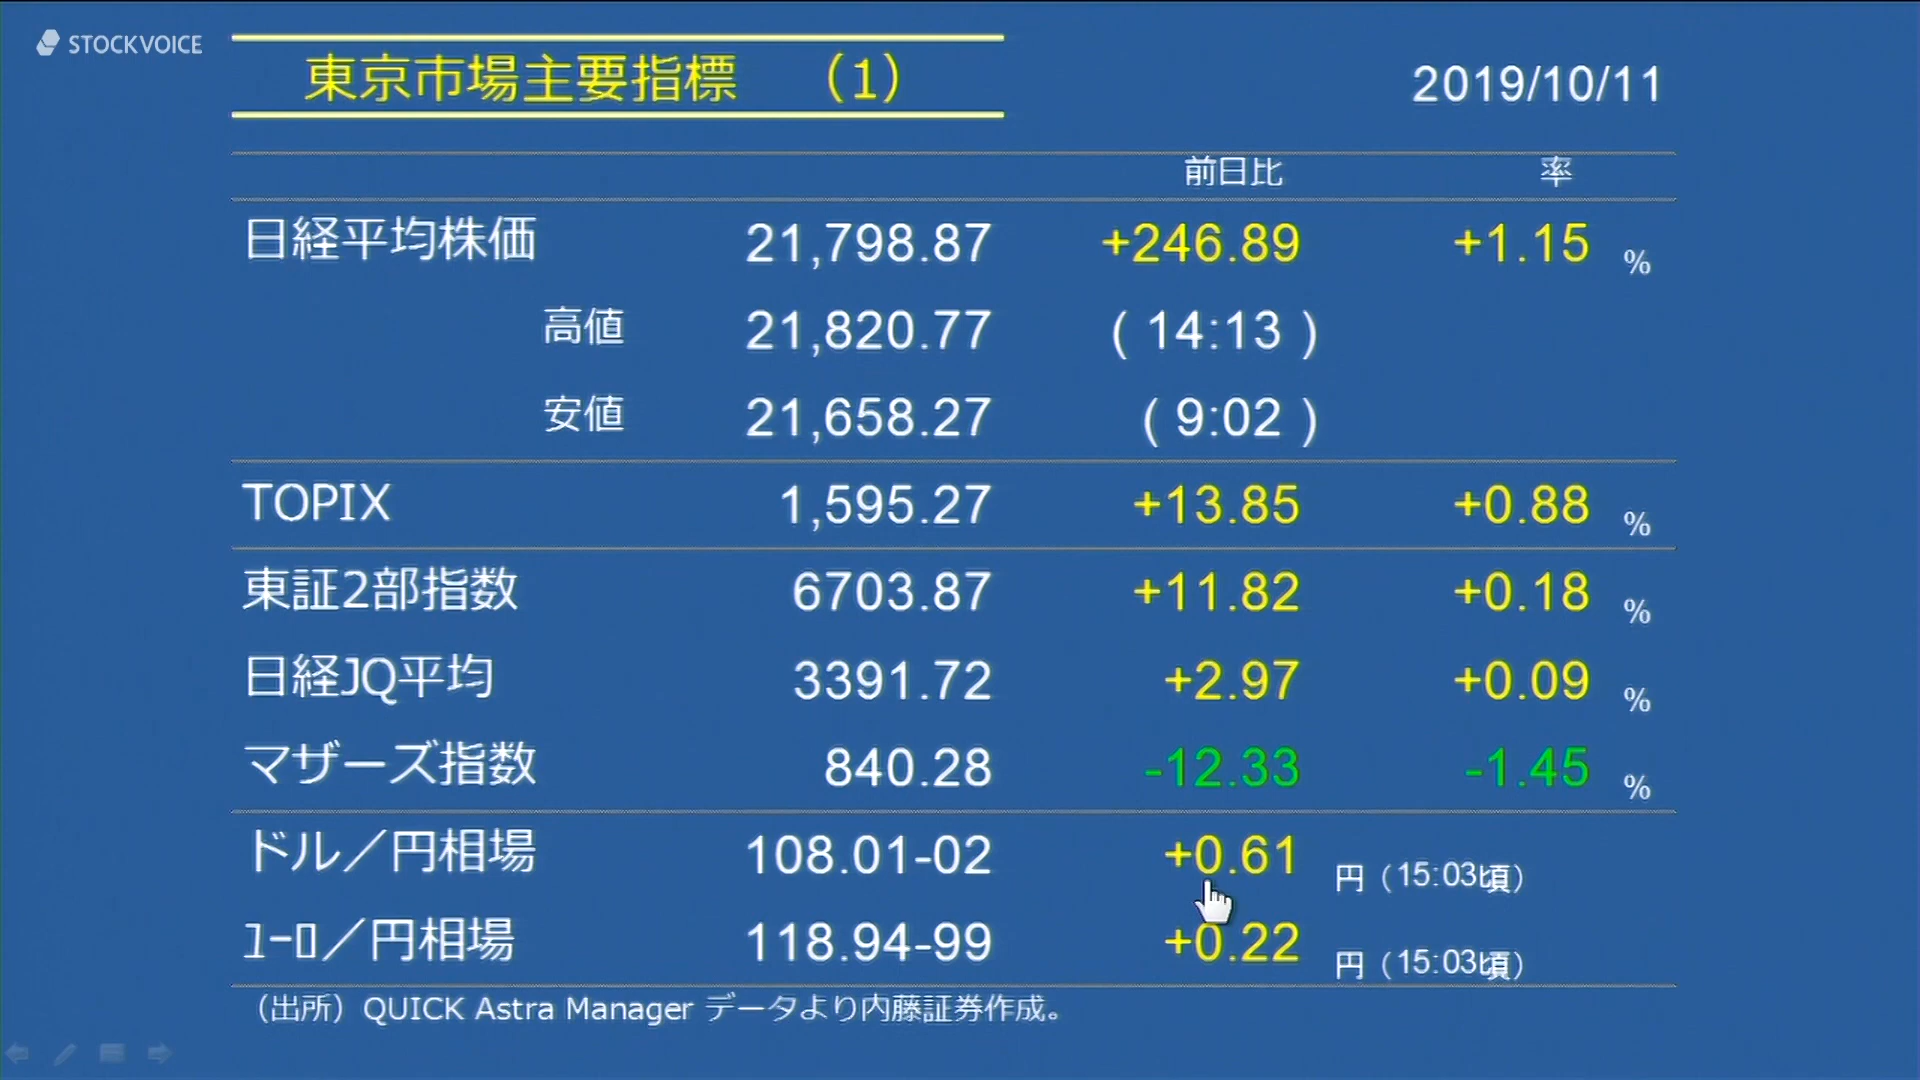 STOCKVOICE
東京市場主要指標 （1） 2019/10/11
前日比 率
日経平均株価 21,798.87 +246.89 +1.15 %
高値 21,820.77 ( 14:13 )
安値 21,658.27 ( 9:02 )
TOPIX 1,595.27 +13.85 +0.88 %
東証2部指数 6703.87 +11.82 +0.18 %
日経JQ平均 3391.72 +2.97 +0.09 %
マザーズ指数 840.28 -12.33 -1.45 %
ドル／円相場 108.01-02 +0.61 円（15:03頃）
ﾕｰﾛ／円相場 118.94-99 +0.22 円（15:03頃）
（出所）QUICK Astra Manager データより内藤証券作成。